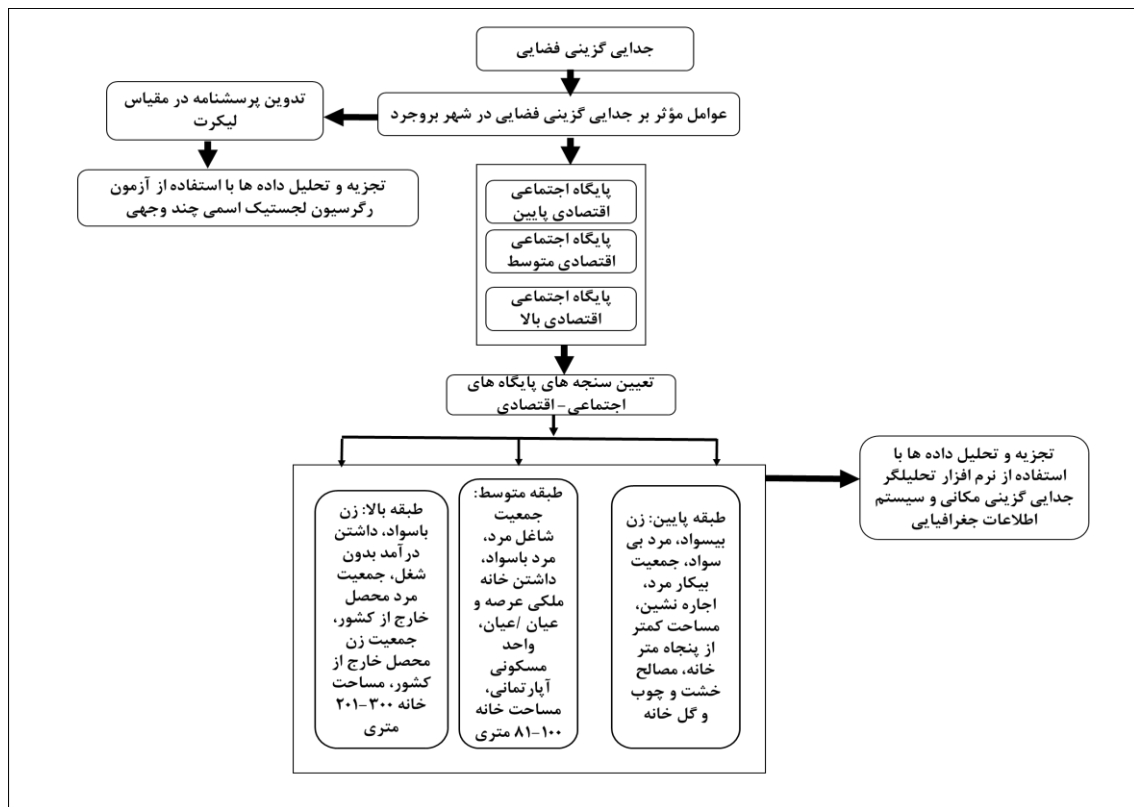 جدایی گزینی فضایی
عوامل مؤثر بر جدایی گزینی فضایی در شهر بروجرد
تدوین پرسشنامه در مقیاس
لیکرت
تجزیه و تحلیل داده ها با استفاده از آزمون
رگرسیون لجستیک اسمی چند وجهی
پایگاه اجتماعی
اقتصادی پایین
پایگاه اجتماعی
اقتصادی متوسط
پایگاه اجتماعی
اقتصادی بالا
تعیین سنجه های پایگاه های
اجتماعی – اقتصادی
تجزیه و تحلیل داده ها با
استفاده از نرم افزار تحلیلگر
جدایی گزینی مکانی و سیستم
اطلاعات جغرافیایی
طبقه پایین: زن
بیسواد، مرد بی
سواد، جمعیت
بیکار مرد،
اجاره نشین،
مساحت کمتر
از پنجاه متر
خانه، مصالح
خشت و چوب
و گل خانه
طبقه متوسط:
جمعیت
شاغل مرد،
مرد باسواد،
داشتن خانه
ملکی عرصه و
عیان /عیان،
واحد
مسکونی
آپارتمانی،
مساحت خانه
۱۰۰–۸۱ متری
طبقه بالا: زن
باسواد، داشتن
درآمد بدون
شغل، جمعیت
مرد محصل
خارج از کشور،
جمعیت زن
محصل خارج از
کشور، مساحت
خانه ۳۰۰–۲۰۱
متری